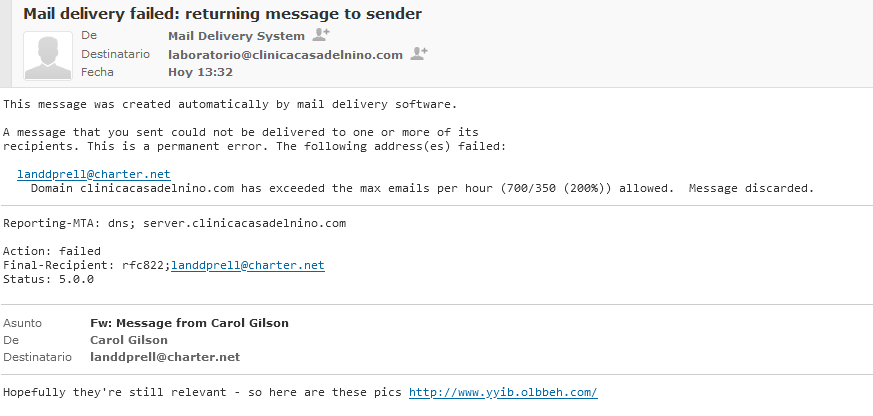 Mail delivery failed: returning message to sender
De Mail Delivery System
Destinatario laboratorio@clinicacasadelnino.com
Fecha Hoy 13:32
This message was created automatically by mail delivery software.
A message that you sent could not be delivered to one or more of its
recipients. This is a permanent error. The following address(es) failed:
landdprell@charter.net
Domain clinicacasadelnino.com has exceeded the max emails per hour (700/350 (200%)) allowed.  Message discarded.
Reporting-MTA: dns; server.clinicacasadelnino.com
Action: failed
Final-Recipient: rfc822;landdprell@charter.net
Status: 5.0.0
Asunto Fw: Message from Carol Gilson
De Carol Gilson
Destinatario landdprell@charter.net
Hopefully they're still relevant - so here are these pics http://www.yyib.olbbeh.com/